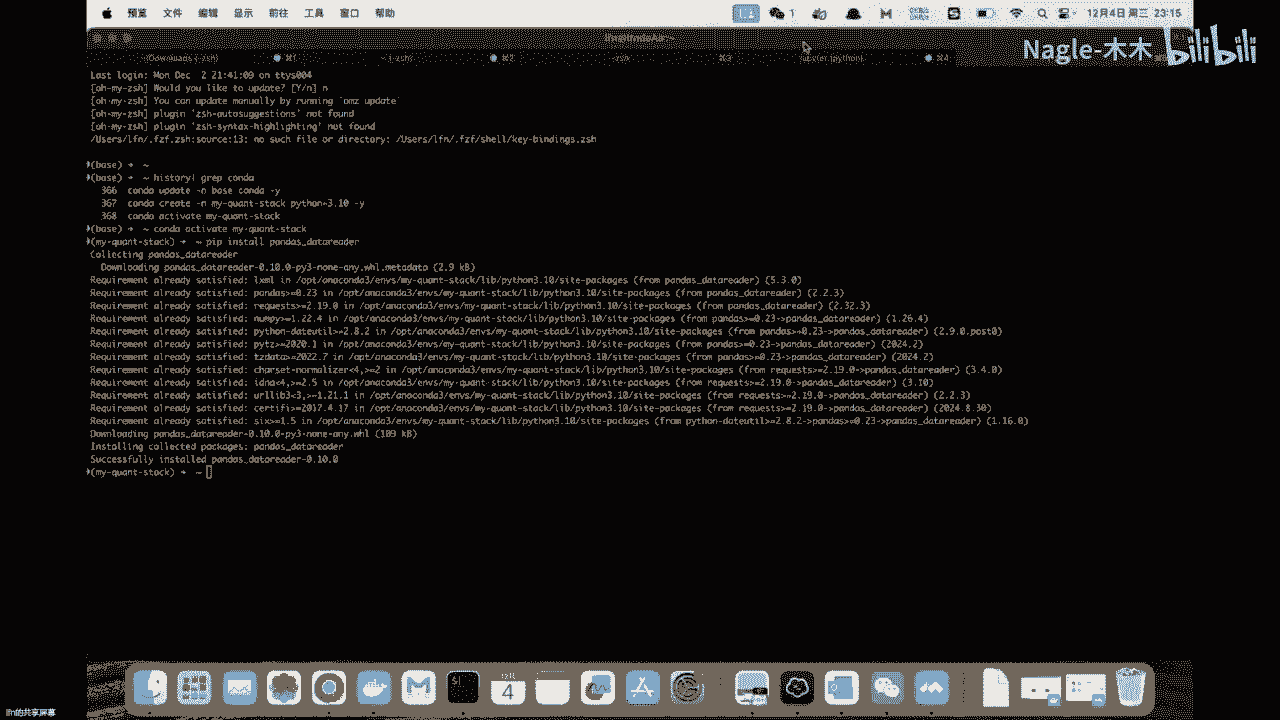 预览 文件 编辑 显示 前往 工具 窗口 帮助 1 12月4日 周三 23:15
Nagle-木木 bilibili
(Downloads (-zsh) ⌘1 (-zsh) ⌘2 -zsh ⌘3 (python) ⌘4
Last login: Mon Dec 2 21:41:09 on ttys004
[oh-my-zsh] Would you like to update? [Y/n] n
[oh-my-zsh] You can update manually by running `omz update`
[oh-my-zsh] plugin 'zsh-autosuggestions' not found
[oh-my-zsh] plugin 'zsh-syntax-highlighting' not found
/Users/lfn/.fzf.zsh:source:13: no such file or directory: /Users/lfn/.fzf/shell/key-bindings.zsh
(base) ➜ ~
(base) ➜ ~ history| grep conda
366 conda update -n base conda -y
367 conda create -n my-quant-stack python=3.10 -y
368 conda activate my-quant-stack
(base) ➜ ~ conda activate my-quant-stack
(my-quant-stack) ➜ ~ pip install pandas_datareader
Collecting pandas_datareader
Downloading pandas_datareader-0.10.0-py3-none-any.whl.metadata (2.9 kB)
Requirement already satisfied: lxml in /opt/anaconda3/envs/my-quant-stack/lib/python3.10/site-packages (from pandas_datareader) (5.3.0)
Requirement already satisfied: pandas>=0.23 in /opt/anaconda3/envs/my-quant-stack/lib/python3.10/site-packages (from pandas_datareader) (2.2.3)
Requirement already satisfied: requests>=2.19.0 in /opt/anaconda3/envs/my-quant-stack/lib/python3.10/site-packages (from pandas_datareader) (2.32.3)
Requirement already satisfied: numpy>=1.22.4 in /opt/anaconda3/envs/my-quant-stack/lib/python3.10/site-packages (from pandas>=0.23->pandas_datareader) (1.26.4)
Requirement already satisfied: python-dateutil>=2.8.2 in /opt/anaconda3/envs/my-quant-stack/lib/python3.10/site-packages (from pandas>=0.23->pandas_datareader) (2.9.0.post0)
Requirement already satisfied: pytz>=2020.1 in /opt/anaconda3/envs/my-quant-stack/lib/python3.10/site-packages (from pandas>=0.23->pandas_datareader) (2024.2)
Requirement already satisfied: tzdata>=2022.7 in /opt/anaconda3/envs/my-quant-stack/lib/python3.10/site-packages (from pandas>=0.23->pandas_datareader) (2024.2)
Requirement already satisfied: charset-normalizer<4,>=2 in /opt/anaconda3/envs/my-quant-stack/lib/python3.10/site-packages (from requests>=2.19.0->pandas_datareader) (3.4.0)
Requirement already satisfied: idna<4,>=2.5 in /opt/anaconda3/envs/my-quant-stack/lib/python3.10/site-packages (from requests>=2.19.0->pandas_datareader) (3.10)
Requirement already satisfied: urllib3<3,>=1.21.1 in /opt/anaconda3/envs/my-quant-stack/lib/python3.10/site-packages (from requests>=2.19.0->pandas_datareader) (2.2.3)
Requirement already satisfied: certifi>=2017.4.17 in /opt/anaconda3/envs/my-quant-stack/lib/python3.10/site-packages (from requests>=2.19.0->pandas_datareader) (2024.8.30)
Requirement already satisfied: six>=1.5 in /opt/anaconda3/envs/my-quant-stack/lib/python3.10/site-packages (from python-dateutil>=2.8.2->pandas>=0.23->pandas_datareader) (1.16.0)
Downloading pandas_datareader-0.10.0-py3-none-any.whl (109 kB)
Installing collected packages: pandas_datareader
Successfully installed pandas_datareader-0.10.0
(my-quant-stack) ➜ ~
4
lfn的共享屏幕